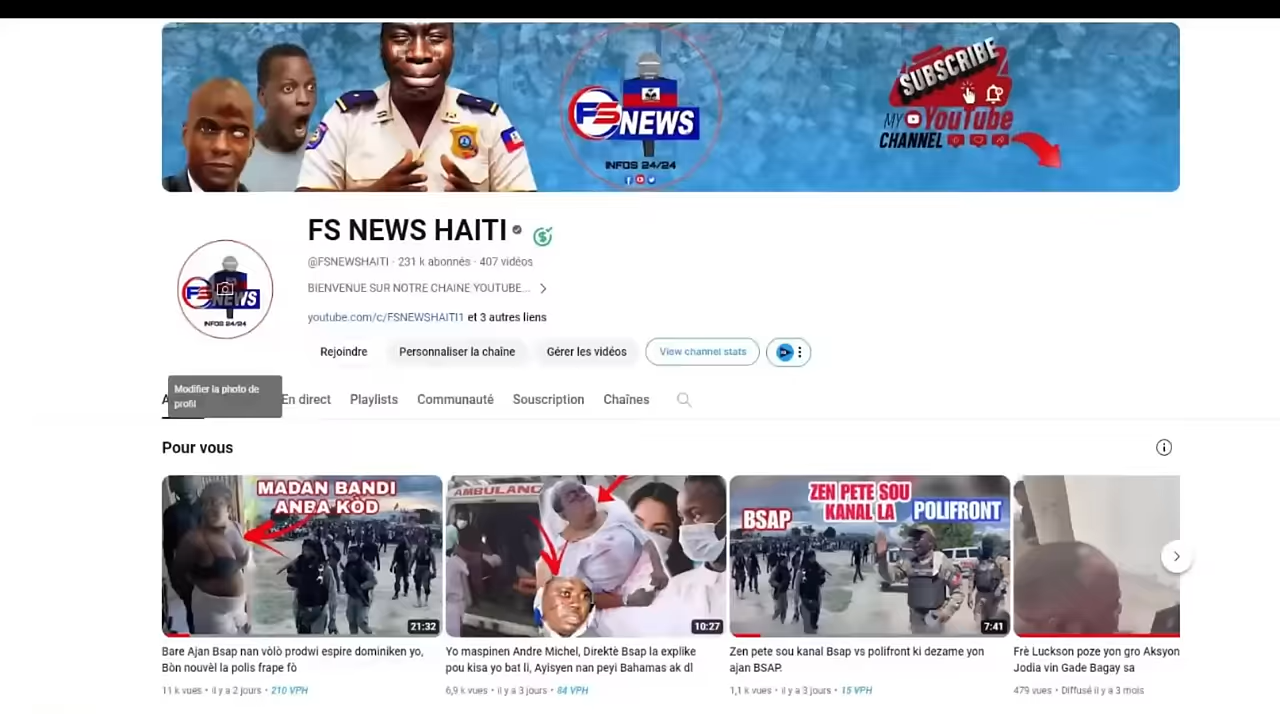 SUBSCRIBE
MY YouTube
CHANNEL
FS NEWS
INFOS 24/24
FS NEWS HAITI
@FSNEWSHAITI · 231 k abonnés · 407 vidéos
BIENVENUE SUR NOTRE CHAINE YOUTUBE...
youtube.com/c/FSNEWSHAITI1 et 3 autres liens
FS NEWS
INFOS 24/24
Rejoindre Personnaliser la chaîne Gérer les vidéos View channel stats
Modifier la photo de
profil
A En direct Playlists Communauté Souscription Chaînes
Pour vous
MADAN BANDI
ANBA KÒD
21:32
AMBULANC
10:27
ZEN PETE SOU
KANAL LA
BSAP
POLIFRONT
7:41
Bare Ajan Bsap nan vòlò prodwi espire dominiken yo,
Bòn nouvèl la polis frape fò
11 k vues • il y a 2 jours • 210 VPH
Yo maspinen Andre Michel, Direktè Bsap la explike
pou kisa yo bat li, Ayisyen nan peyi Bahamas ak dl
6,9 k vues • il y a 3 jours • 84 VPH
Zen pete sou kanal Bsap vs polifront ki dezame yon
ajan BSAP.
1,1 k vues • il y a 3 jours • 15 VPH
Frè Luckson poze yon gro Aksyon
Jodia vin Gade Bagay sa
479 vues • Diffusé il y a 3 mois